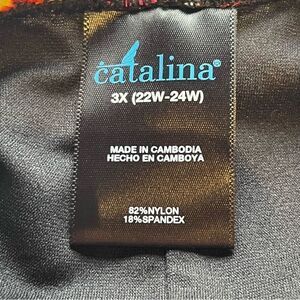 catalina®
3X (22W-24W)
MADE IN CAMBODIA
HECHO EN CAMBOYA
82%NYLON
18%SPANDEX